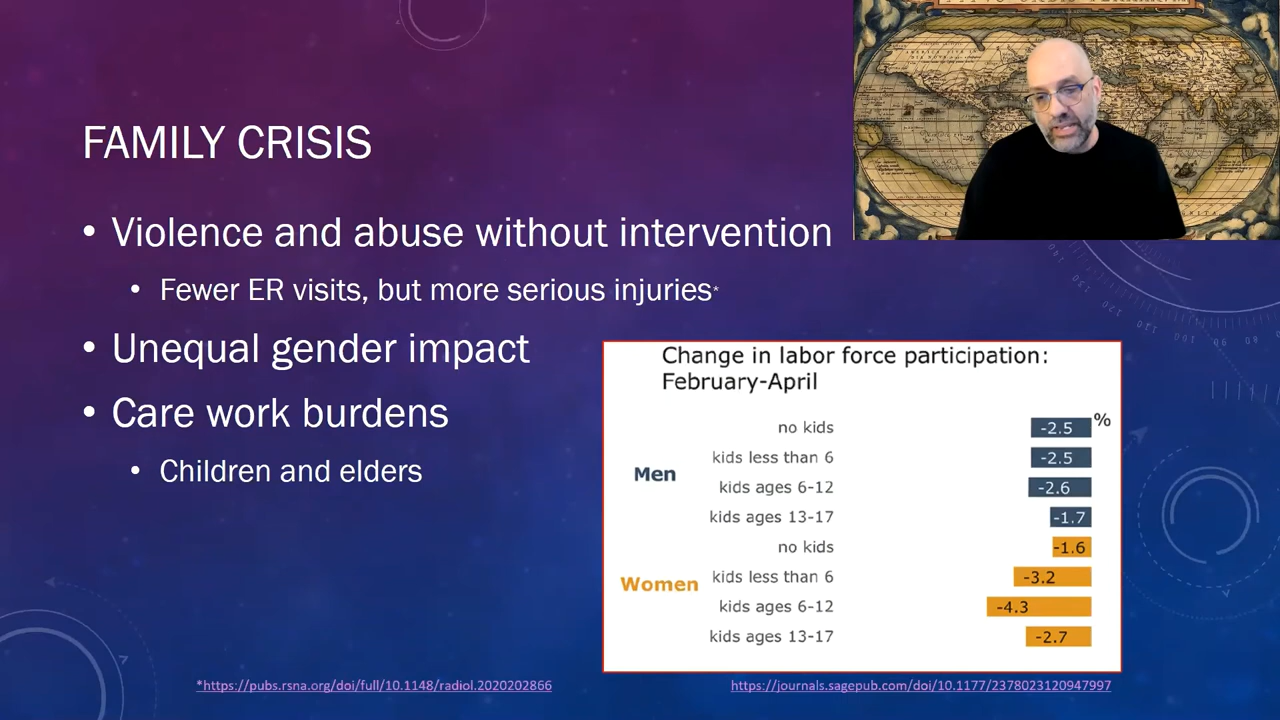 FAMILY CRISIS
• Violence and abuse without intervention
• Fewer ER visits, but more serious injuries*
• Unequal gender impact
• Care work burdens
• Children and elders
Change in labor force participation:
February-April
%
Men
no kids -2.5
kids less than 6 -2.5
kids ages 6-12 -2.6
kids ages 13-17 -1.7
Women
no kids -1.6
kids less than 6 -3.2
kids ages 6-12 -4.3
kids ages 13-17 -2.7
*https://pubs.rsna.org/doi/full/10.1148/radiol.2020202866
https://journals.sagepub.com/doi/10.1177/2378023120947997